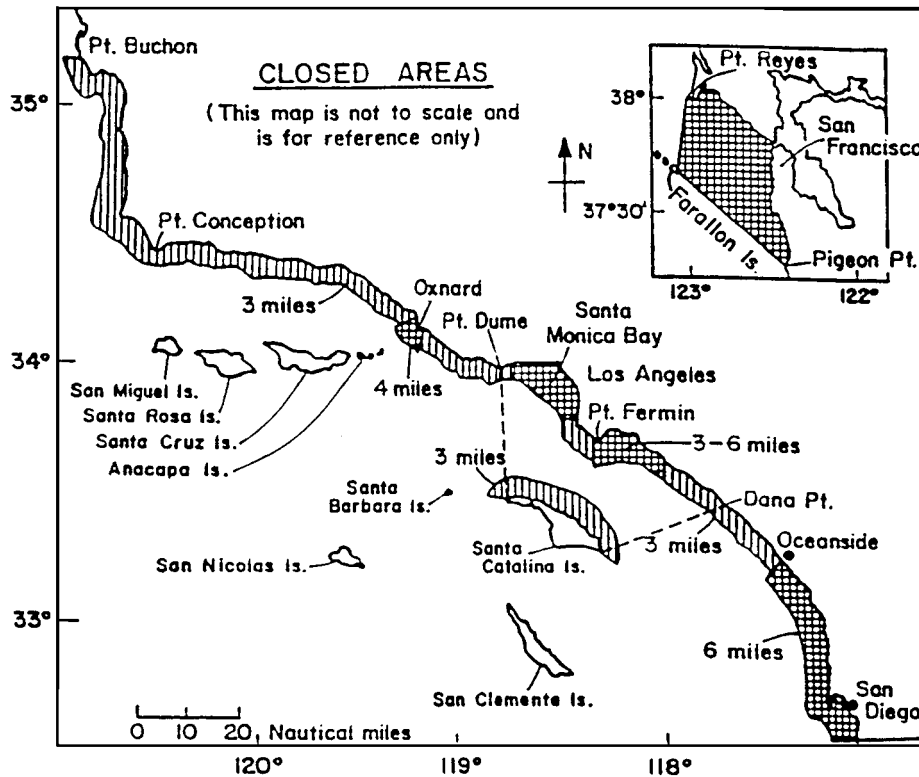 Pt. Buchon
CLOSED AREAS
(This map is not to scale and
is for reference only)
35°
N
Pt. Reyes
38°
San
Francisco
37°30'
Farallon Is.
Pigeon Pt.
123°
122°
Pt. Conception
3 miles
Oxnard
Pt. Dume
Santa
Monica Bay
34°
4 miles
Los Angeles
San Miguel Is.
Santa Rosa Is.
Santa Cruz Is.
Anacapa Is.
Pt. Fermin
3-6 miles
3 miles
Santa
Barbara Is.
Dana Pt.
3 miles
Oceanside
San Nicolas Is.
Santa
Catalina Is.
33°
6 miles
San Clemente Is.
San
Diego
0 10 20 Nautical miles
120°
119°
118°